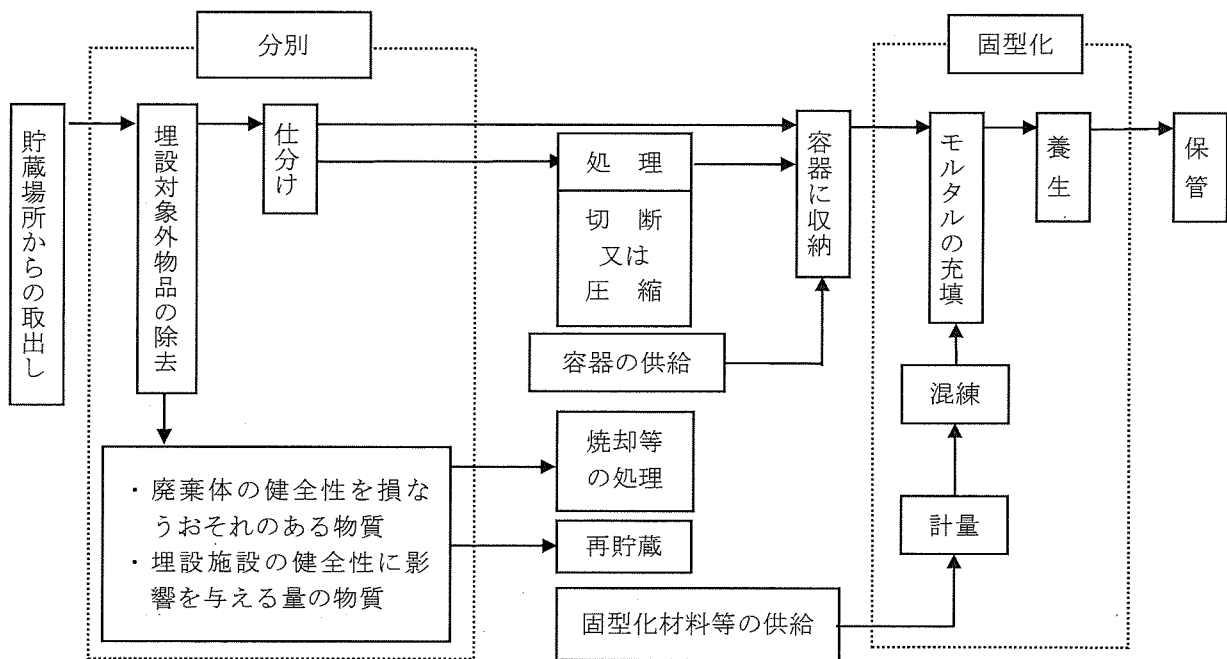 分別
固型化
貯蔵場所からの取出し
埋設対象外物品の除去
仕分け
処　理
切　断
又は
圧　縮
容器に収納
モルタルの充填
養生
保管
容器の供給
混練
焼却等
の処理
・廃棄体の健全性を損な
うおそれのある物質
・埋設施設の健全性に影
響を与える量の物質
計量
再貯蔵
固型化材料等の供給